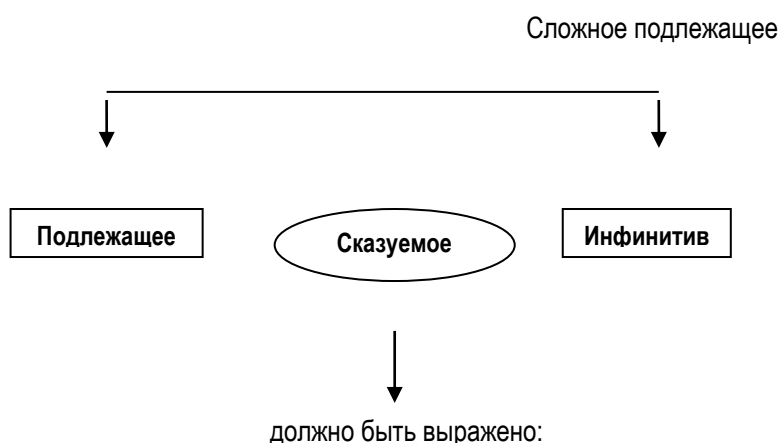 Сложное подлежащее
Подлежащее
Сказуемое
Инфинитив
должно быть выражено: